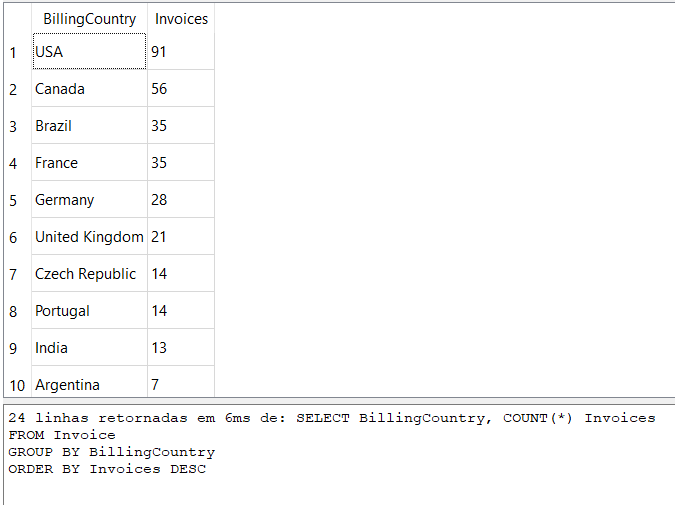 BillingCountry Invoices
1 USA 91
2 Canada 56
3 Brazil 35
4 France 35
5 Germany 28
6 United Kingdom 21
7 Czech Republic 14
8 Portugal 14
9 India 13
10 Argentina 7
24 linhas retornadas em 6ms de: SELECT BillingCountry, COUNT(*) Invoices
FROM Invoice
GROUP BY BillingCountry
ORDER BY Invoices DESC